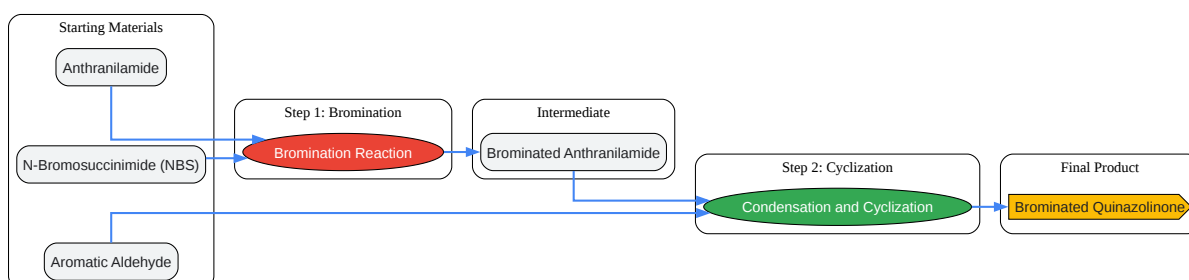 Starting Materials
Anthranilamide
N-Bromosuccinimide (NBS)
Aromatic Aldehyde
Step 1: Bromination
Bromination Reaction
Intermediate
Brominated Anthranilamide
Step 2: Cyclization
Condensation and Cyclization
Final Product
Brominated Quinazolinone